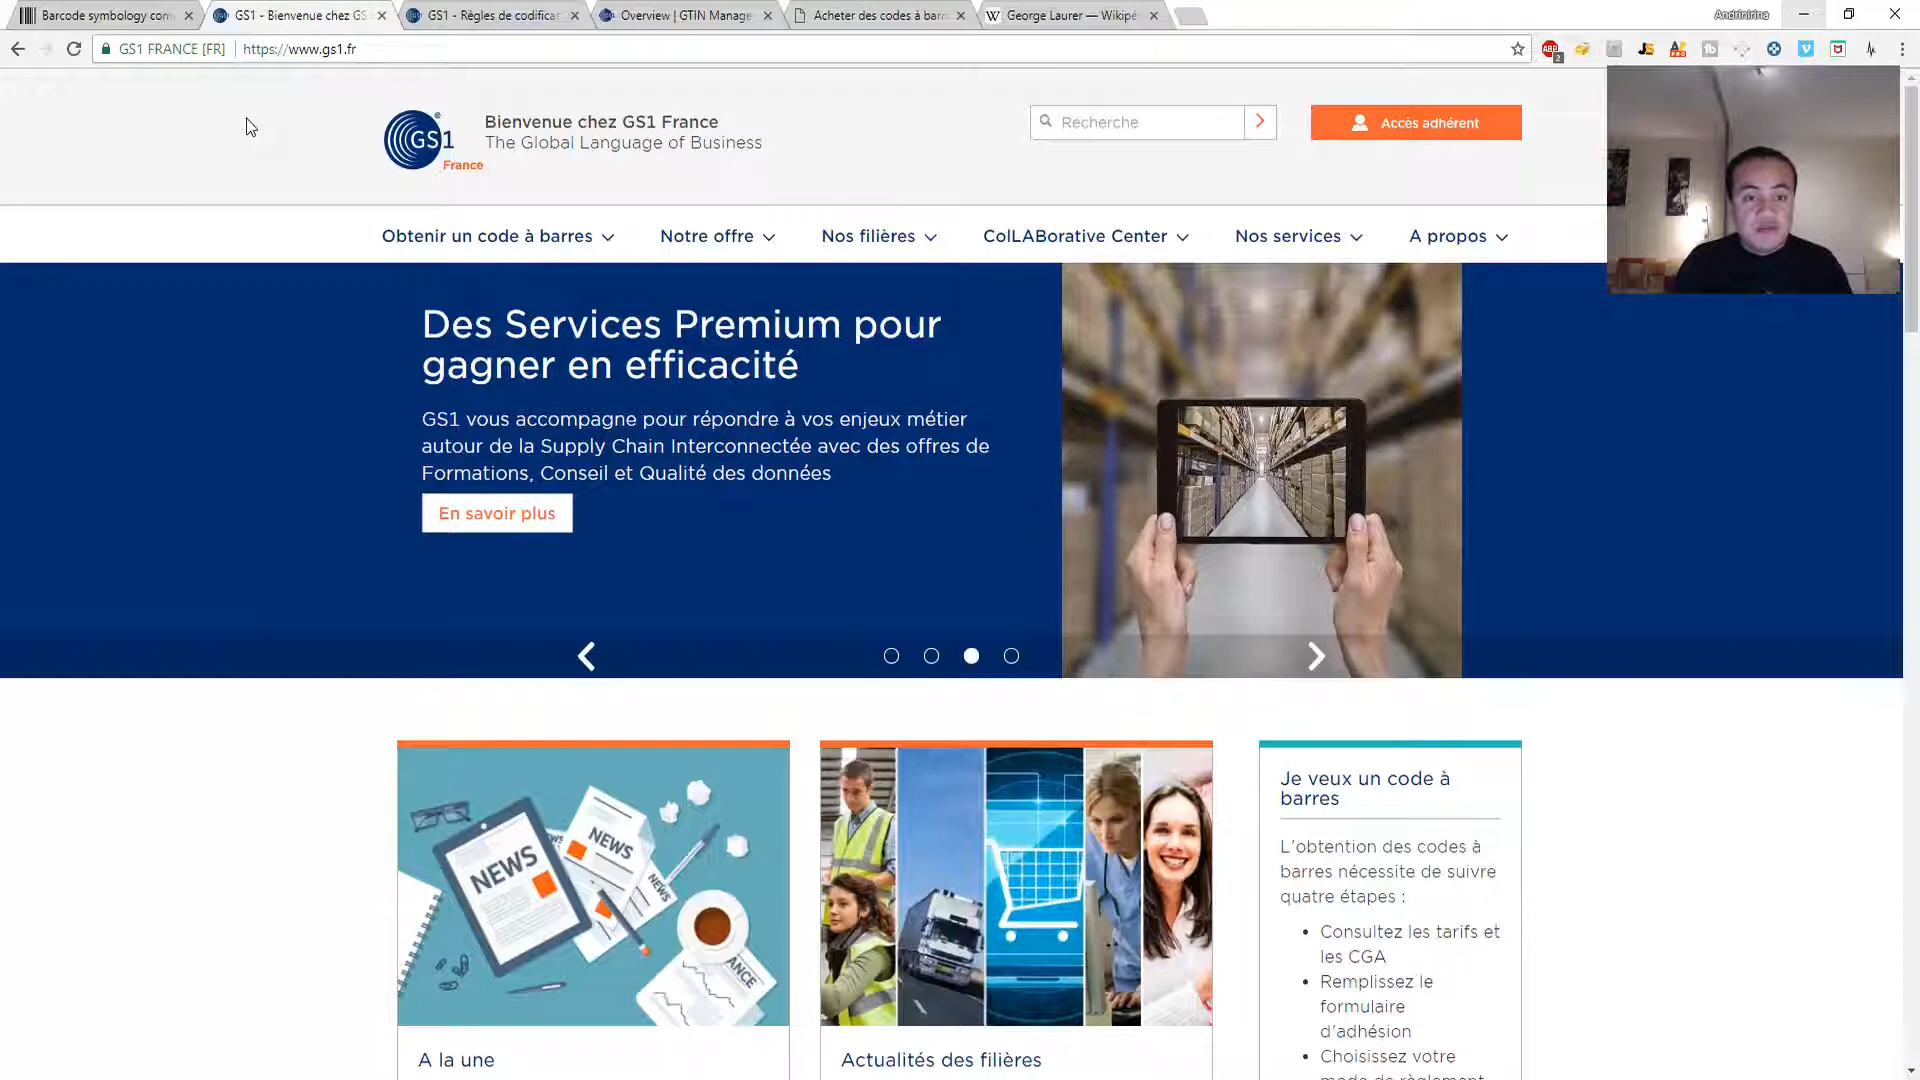 Barcode symbology com
GS1 - Bienvenue chez GS
GS1 - Règles de codificat
Overview | GTIN Manage
Acheter des codes à barr
George Laurer — Wikipé
Andrinirina
GS1 FRANCE [FR]
https://www.gs1.fr
2
GS1
France
Bienvenue chez GS1 France
The Global Language of Business
Recherche
Accès adhérent
Obtenir un code à barres
Notre offre
Nos filières
ColLABorative Center
Nos services
A propos
Des Services Premium pour
gagner en efficacité
GS1 vous accompagne pour répondre à vos enjeux métier
autour de la Supply Chain Interconnectée avec des offres de
Formations, Conseil et Qualité des données
En savoir plus
NEWS
NEWS
NEWS
ANCE
A la une
Actualités des filières
Je veux un code à
barres
L'obtention des codes à
barres nécessite de suivre
quatre étapes :
Consultez les tarifs et
les CGA
Remplissez le
formulaire
d'adhésion
Choisissez votre
mode de règlement